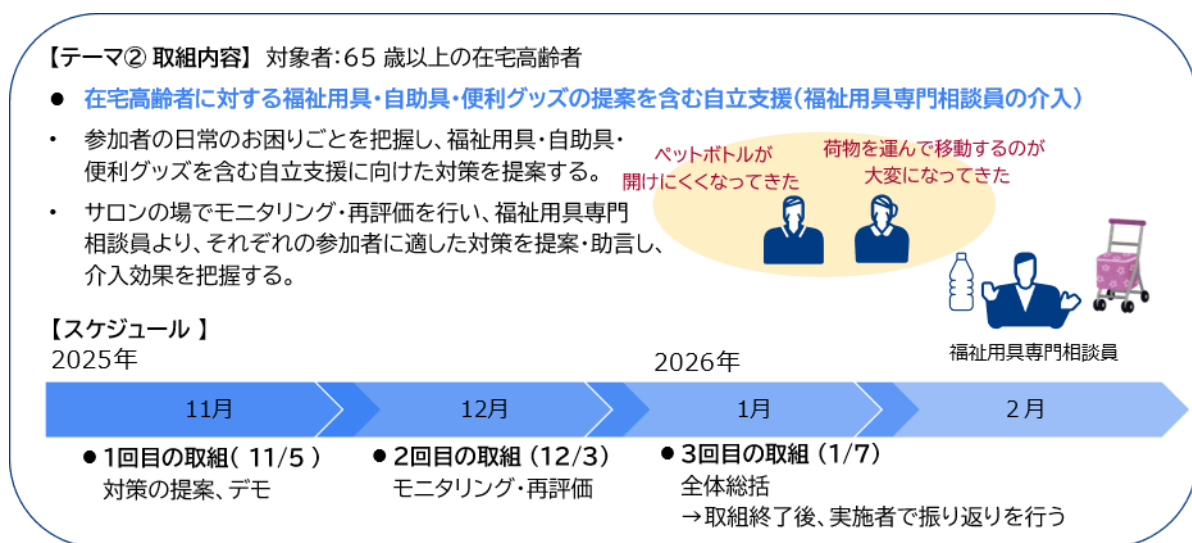 【テーマ② 取組内容】 対象者：65 歳以上の在宅高齢者
● 在宅高齢者に対する福祉用具・自助具・便利グッズの提案を含む自立支援（福祉用具専門相談員の介入）
・ 参加者の日常のお困りごとを把握し、福祉用具・自助具・
便利グッズを含む自立支援に向けた対策を提案する。
・ サロンの場でモニタリング・再評価を行い、福祉用具専門
相談員より、それぞれの参加者に適した対策を提案・助言し、
介入効果を把握する。
ペットボトルが
開けにくくなってきた
荷物を運んで移動するのが
大変になってきた
福祉用具専門相談員
【スケジュール 】
2025年
2026年
11月
12月
1月
2月
● 1回目の取組( 11/5 )
対策の提案、デモ
● 2回目の取組 (12/3)
モニタリング・再評価
● 3回目の取組 (1/7)
全体総括
→取組終了後、実施者で振り返りを行う